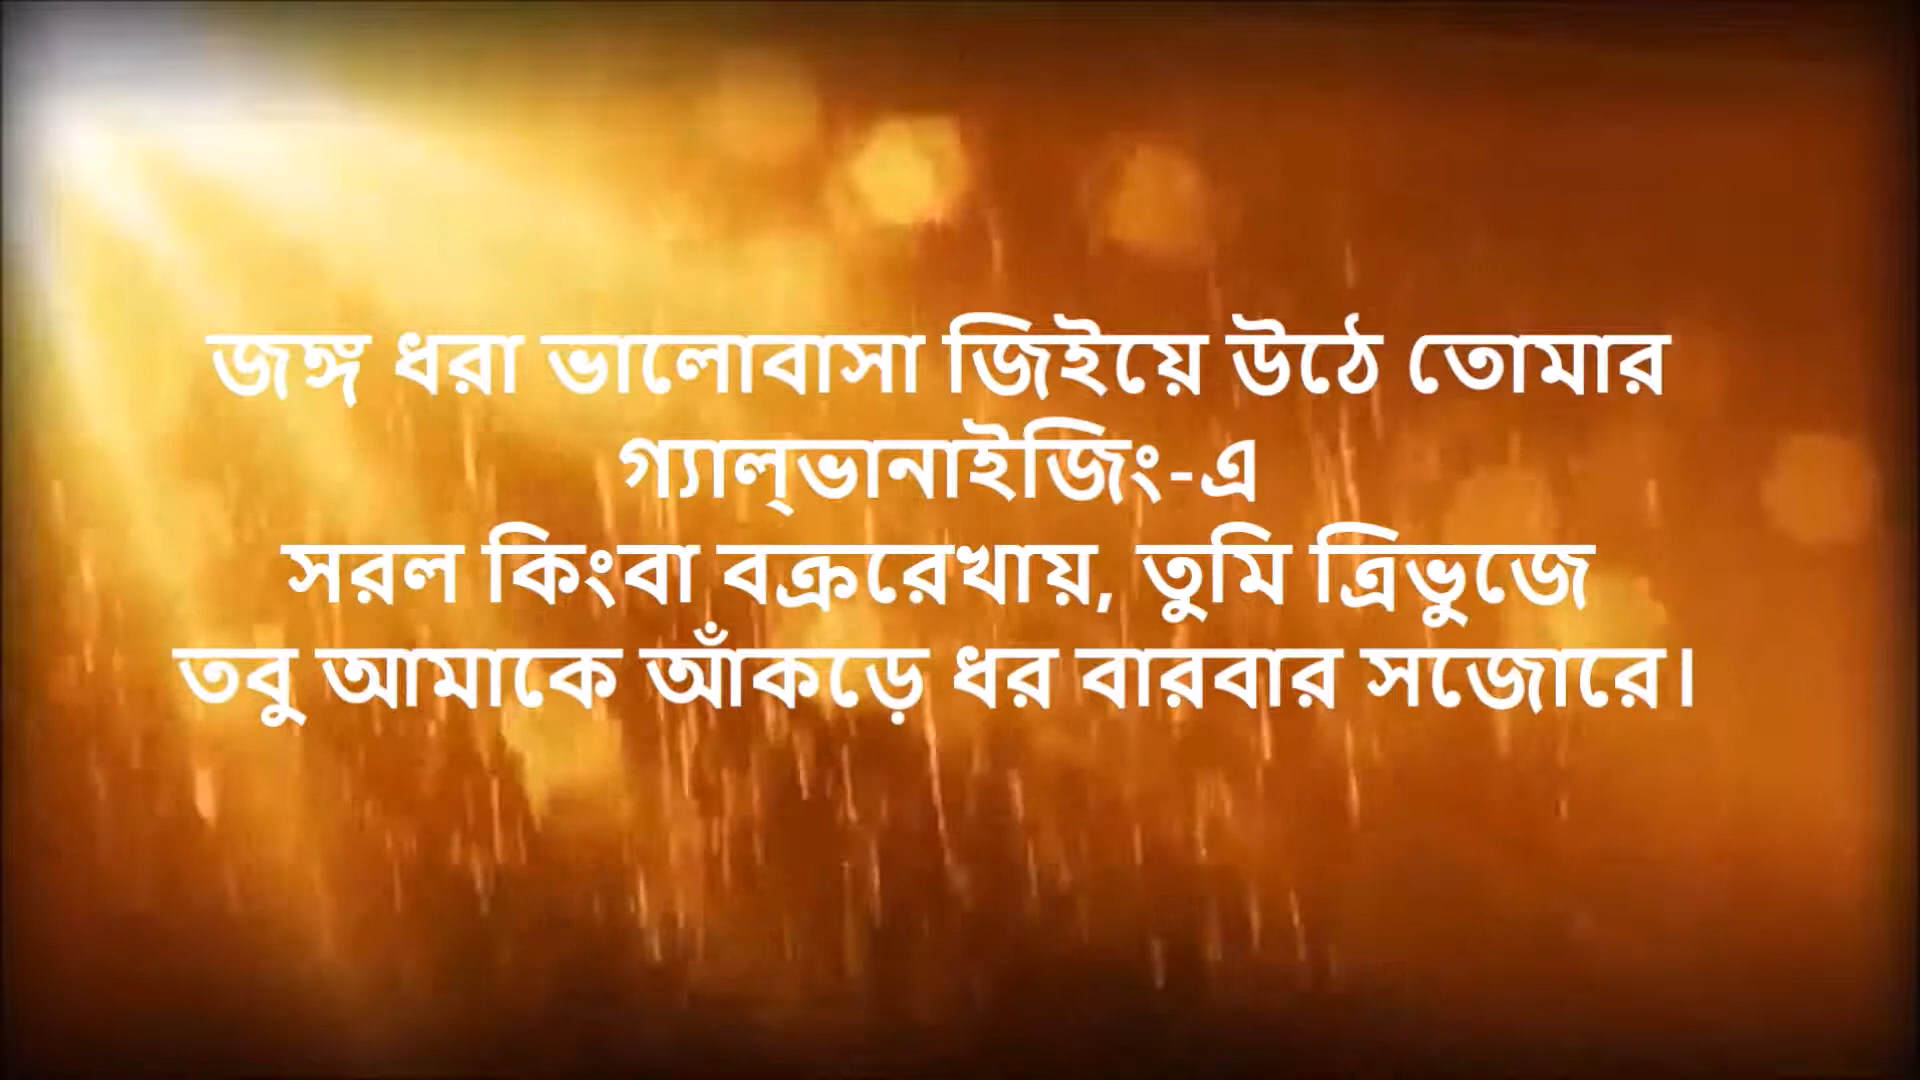 জঙ্গ ধরা ভালোবাসা জিইয়ে উঠে তোমার
গ্যাল্‌ভানাইজিং-এ
সরল কিংবা বক্ররেখায়, তুমি ত্রিভুজে
তবু আমাকে আঁকড়ে ধর বারবার সজোরে।